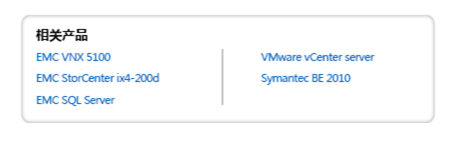 相关产品
EMC VNX 5100
EMC StorCenter ix4-200d
EMC SQL Server
VMware vCenter server
Symantec BE 2010